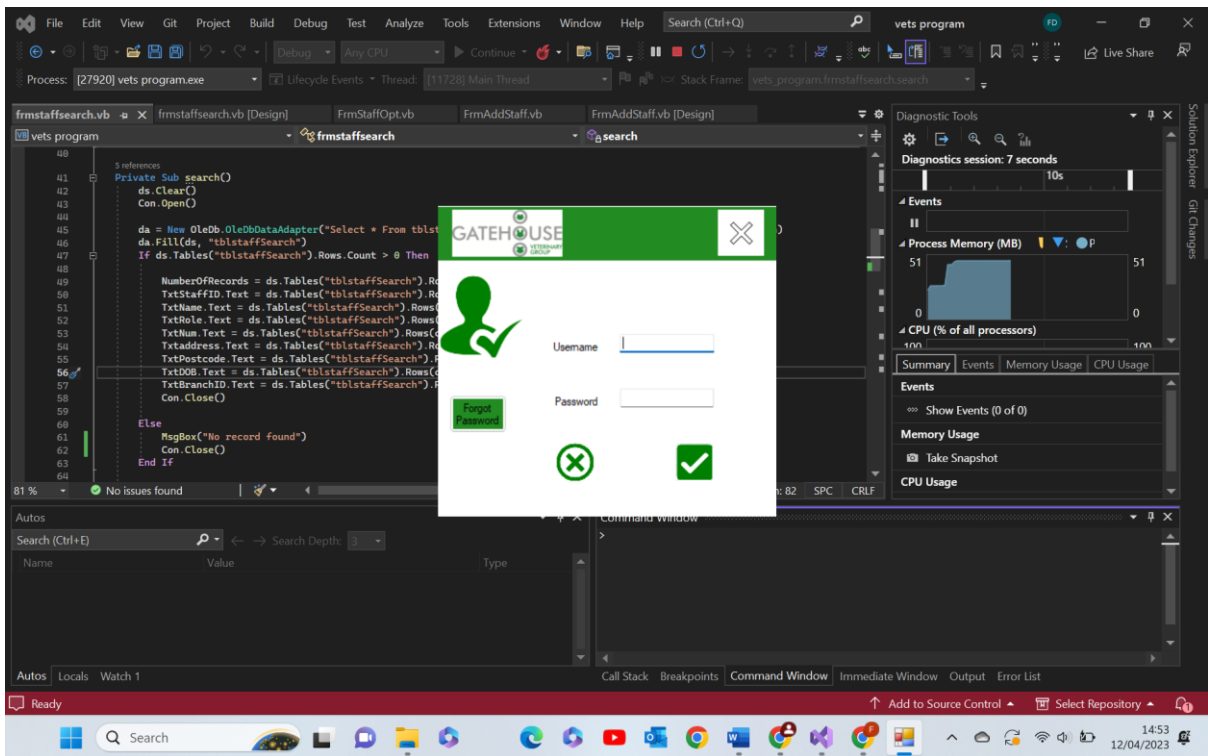 File Edit View Git Project Build Debug Test Analyze Tools Extensions Window Help Search (Ctrl+Q) vets program FD
Debug Any CPU Continue Live Share
Process: [27920] vets program.exe Lifecycle Events Thread: [11728] Main Thread Stack Frame: vets_program.frmstaffsearch.search
frmstaffsearch.vb frmstaffsearch.vb [Design] FrmStaffOpt.vb FrmAddStaff.vb FrmAddStaff.vb [Design]
vets program frmstaffsearch search
40
5 references
41 Private Sub search()
42 ds.Clear()
43 Con.Open()
44
45 da = New OleDb.OleDbDataAdapter("Select * From tblst
46 da.Fill(ds, "tblstaffSearch")
47 If ds.Tables("tblstaffSearch").Rows.Count > 0 Then
48
49 NumberOfRecords = ds.Tables("tblstaffSearch").Ro
50 TxtStaffID.Text = ds.Tables("tblstaffSearch").Ro
51 TxtName.Text = ds.Tables("tblstaffSearch").Rows(
52 TxtRole.Text = ds.Tables("tblstaffSearch").Rows(
53 TxtNum.Text = ds.Tables("tblstaffSearch").Rows(c
54 Txtaddress.Text = ds.Tables("tblstaffSearch").Ro
55 TxtPostcode.Text = ds.Tables("tblstaffSearch").R
56 TxtDOB.Text = ds.Tables("tblstaffSearch").Rows(c
57 TxtBranchID.Text = ds.Tables("tblstaffSearch").R
58 Con.Close()
59
60 Else
61 MsgBox("No record found")
62 Con.Close()
63 End If
64
81 % No issues found : 82 SPC CRLF
GATEHOUSE
VETERINARY
GROUP
Username
Password
Forgot
Password
Diagnostic Tools
Diagnostics session: 7 seconds
10s
Events
Process Memory (MB) P
51 51
0 0
CPU (% of all processors)
100 100
Summary Events Memory Usage CPU Usage
Events
Show Events (0 of 0)
Memory Usage
Take Snapshot
CPU Usage
Solution Explorer Git Changes
Autos
Search (Ctrl+E) Search Depth: 3
Name Value Type
Autos Locals Watch 1
Command Window
>
Call Stack Breakpoints Command Window Immediate Window Output Error List
Ready Add to Source Control Select Repository
Search 14:53
12/04/2023